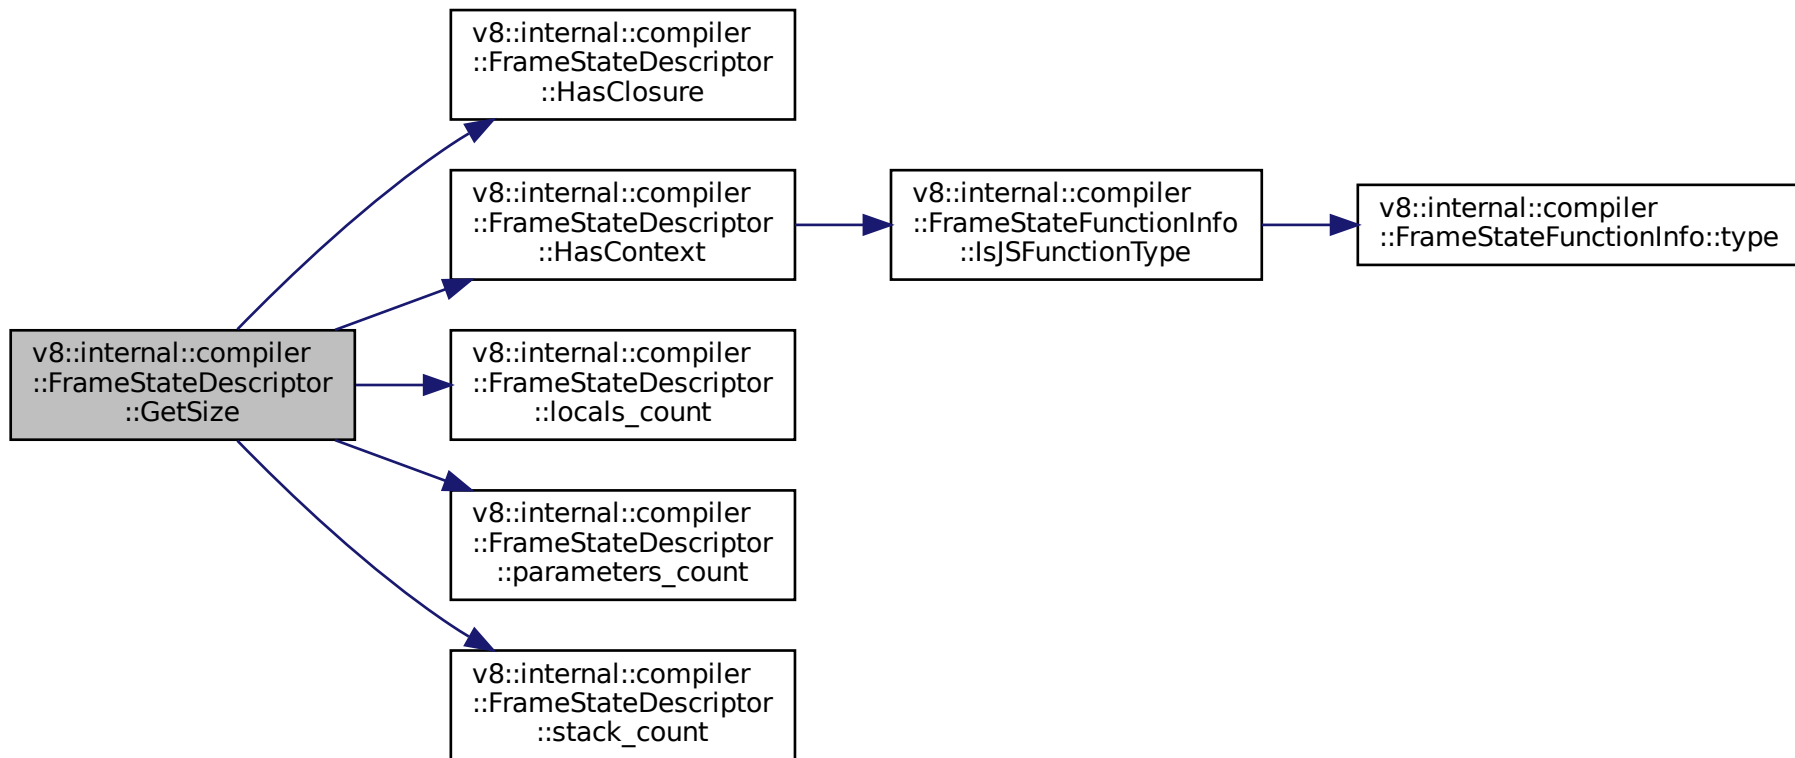 v8::internal::compiler
::FrameStateDescriptor
::HasClosure
v8::internal::compiler
::FrameStateDescriptor
::HasContext
v8::internal::compiler
::FrameStateFunctionInfo
::IsJSFunctionType
v8::internal::compiler
::FrameStateFunctionInfo::type
v8::internal::compiler
::FrameStateDescriptor
::GetSize
v8::internal::compiler
::FrameStateDescriptor
::locals_count
v8::internal::compiler
::FrameStateDescriptor
::parameters_count
v8::internal::compiler
::FrameStateDescriptor
::stack_count